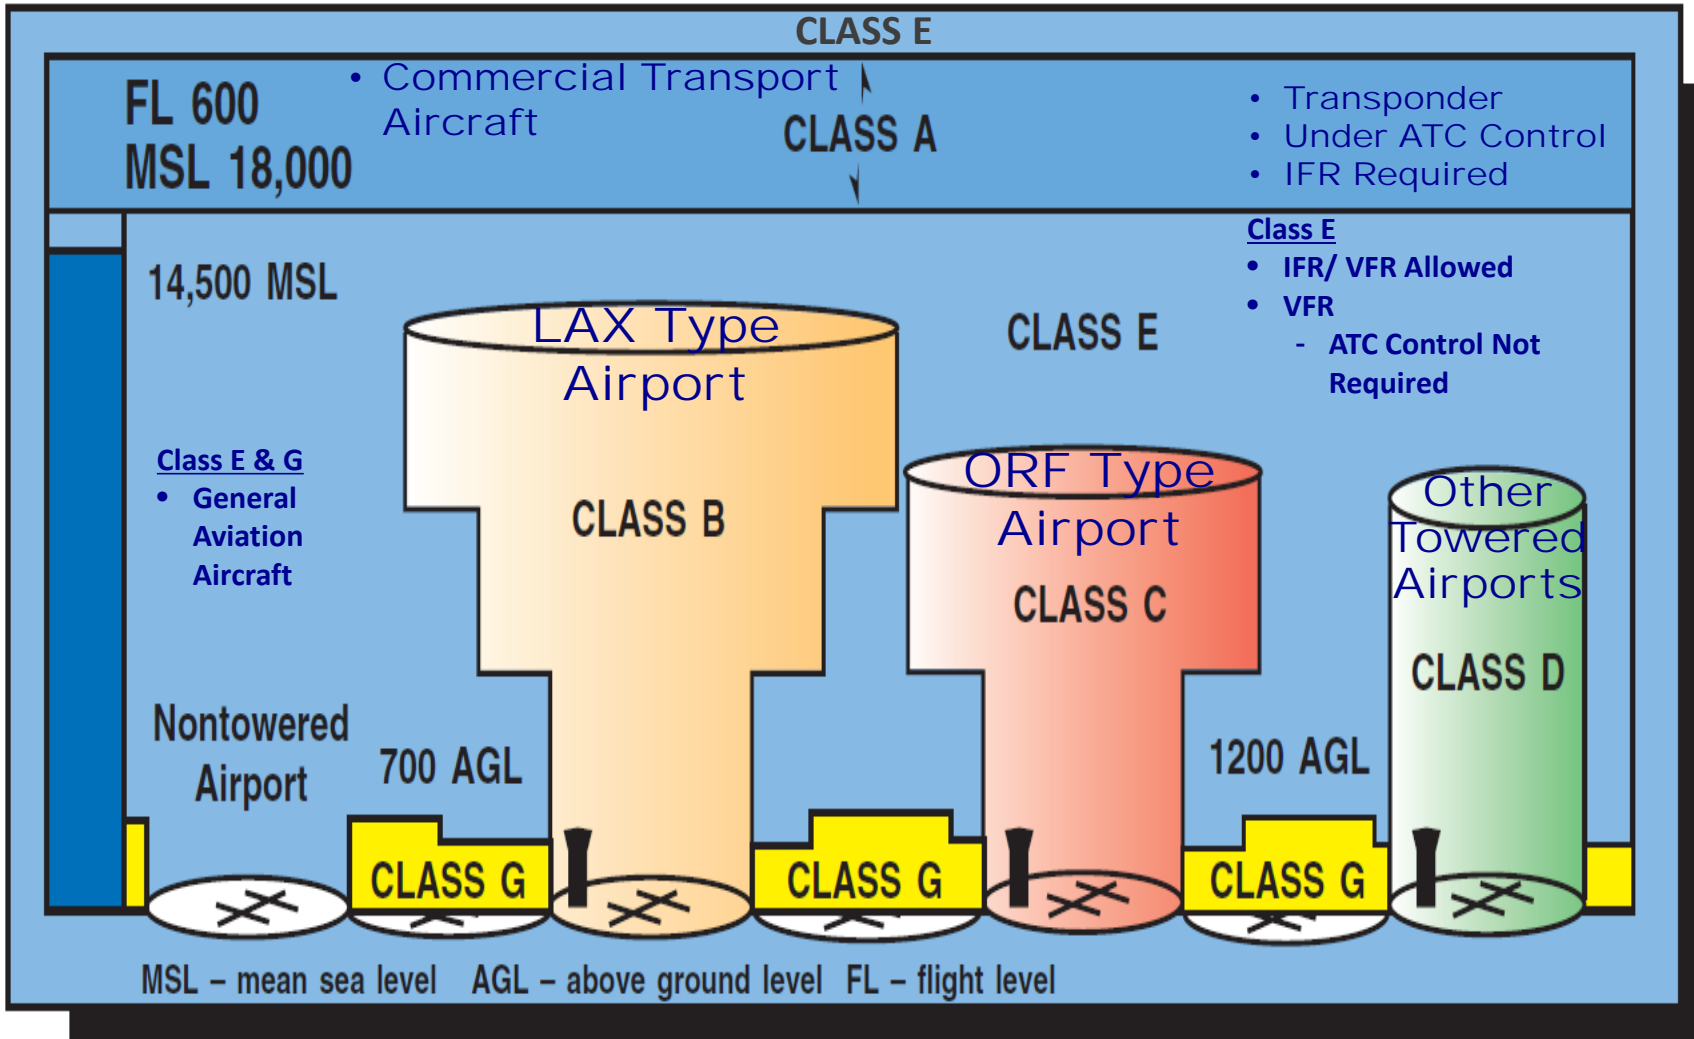 CLASS E
FL 600
MSL 18,000
• Commercial Transport
Aircraft
CLASS A
• Transponder
• Under ATC Control
• IFR Required
14,500 MSL
Class E
• IFR/ VFR Allowed
• VFR
- ATC Control Not
Required
LAX Type
Airport
CLASS E
Class E & G
• General
Aviation
Aircraft
CLASS B
ORF Type
Airport
CLASS C
Other
Towered
Airports
CLASS D
Nontowered
Airport
700 AGL
1200 AGL
CLASS G
CLASS G
CLASS G
MSL – mean sea level AGL – above ground level FL – flight level